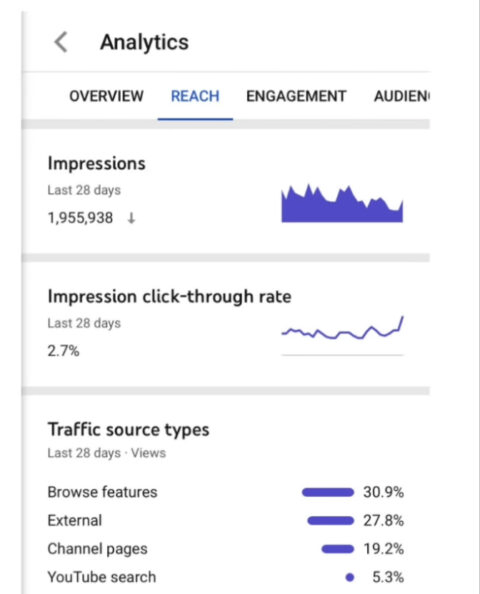 Analytics
OVERVIEW REACH ENGAGEMENT AUDIEN
Impressions
Last 28 days
1,955,938 ↓
Impression click-through rate
Last 28 days
2.7%
Traffic source types
Last 28 days · Views
Browse features 30.9%
External 27.8%
Channel pages 19.2%
YouTube search 5.3%